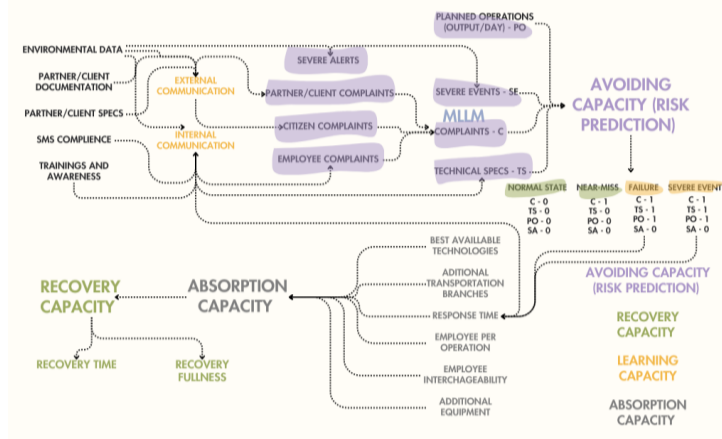 PLANNED OPERATIONS
(OUTPUT/DAY) - PO
ENVIRONMENTAL DATA
SEVERE ALERTS
PARTNER/CLIENT
DOCUMENTATION
EXTERNAL
COMMUNICATION
PARTNER/CLIENT COMPLAINTS
SEVERE EVENTS - SE
AVOIDING
CAPACITY (RISK
PREDICTION)
PARTNER/CLIENT SPECS
MLLM
CITIZEN COMPLAINTS
COMPLAINTS - C
SMS COMPLIENCE
INTERNAL
COMMUNICATION
EMPLOYEE COMPLAINTS
TRAININGS AND
AWARENESS
TECHNICAL SPECS - TS
NORMAL STATE
C - 0
TS - 0
PO - 0
SA - 0
NEAR-MISS
C - 1
TS - 0
PO - 0
SA - 0
FAILURE
C - 1
TS - 1
PO - 1
SA - 0
SEVERE EVENT
C - 1
TS - 1
PO - 1
SA - 0
BEST AVAILLABLE
TECHNOLOGIES
ADITIONAL
TRANSPORTATION
BRANCHES
RESPONSE TIME
EMPLOYEE PER
OPERATION
EMPLOYEE
INTERCHAGEABILITY
ADDITIONAL
EQUIPMENT
ABSORPTION
CAPACITY
RECOVERY
CAPACITY
RECOVERY TIME
RECOVERY
FULLNESS
AVOIDING CAPACITY
(RISK PREDICTION)
RECOVERY
CAPACITY
LEARNING
CAPACITY
ABSORPTION
CAPACITY